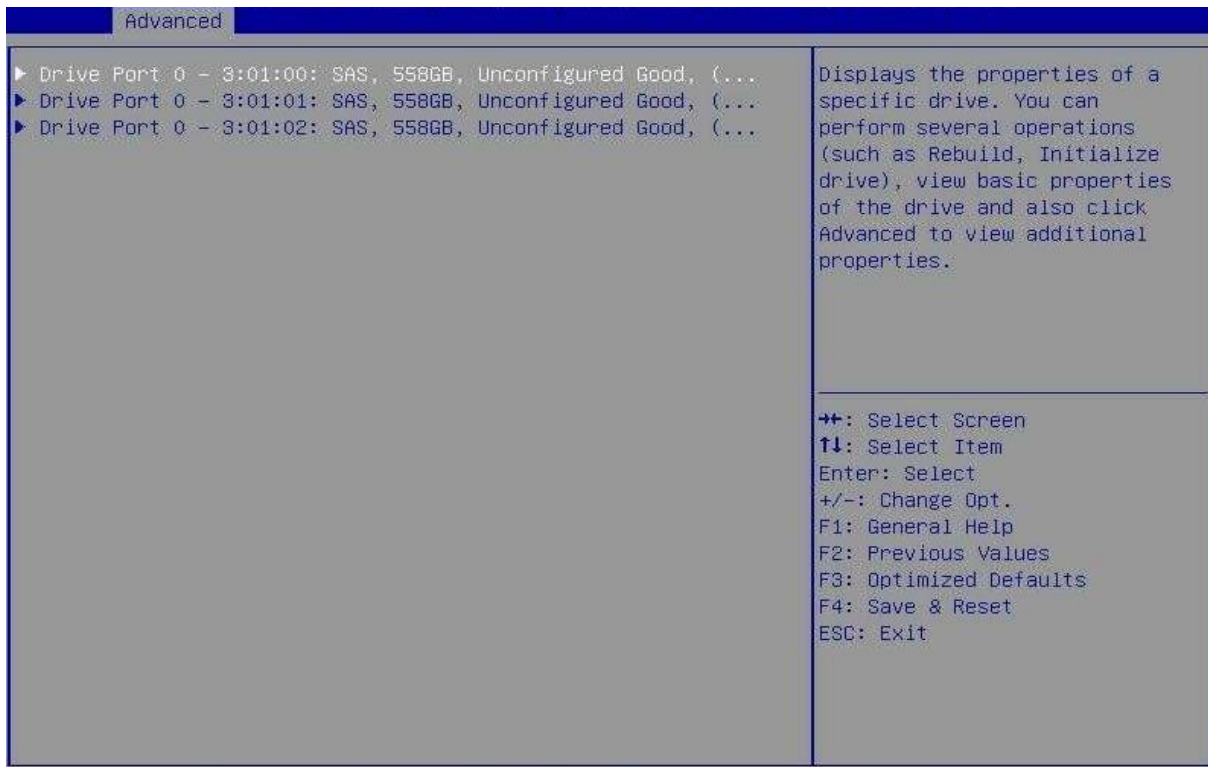 Advanced
▶ Drive Port 0 - 3:01:00: SAS, 558GB, Unconfigured Good, (...
▶ Drive Port 0 - 3:01:01: SAS, 558GB, Unconfigured Good, (...
▶ Drive Port 0 - 3:01:02: SAS, 558GB, Unconfigured Good, (...
Displays the properties of a
specific drive. You can
perform several operations
(such as Rebuild, Initialize
drive), view basic properties
of the drive and also click
Advanced to view additional
properties.
→←: Select Screen
↑↓: Select Item
Enter: Select
+/-: Change Opt.
F1: General Help
F2: Previous Values
F3: Optimized Defaults
F4: Save & Reset
ESC: Exit